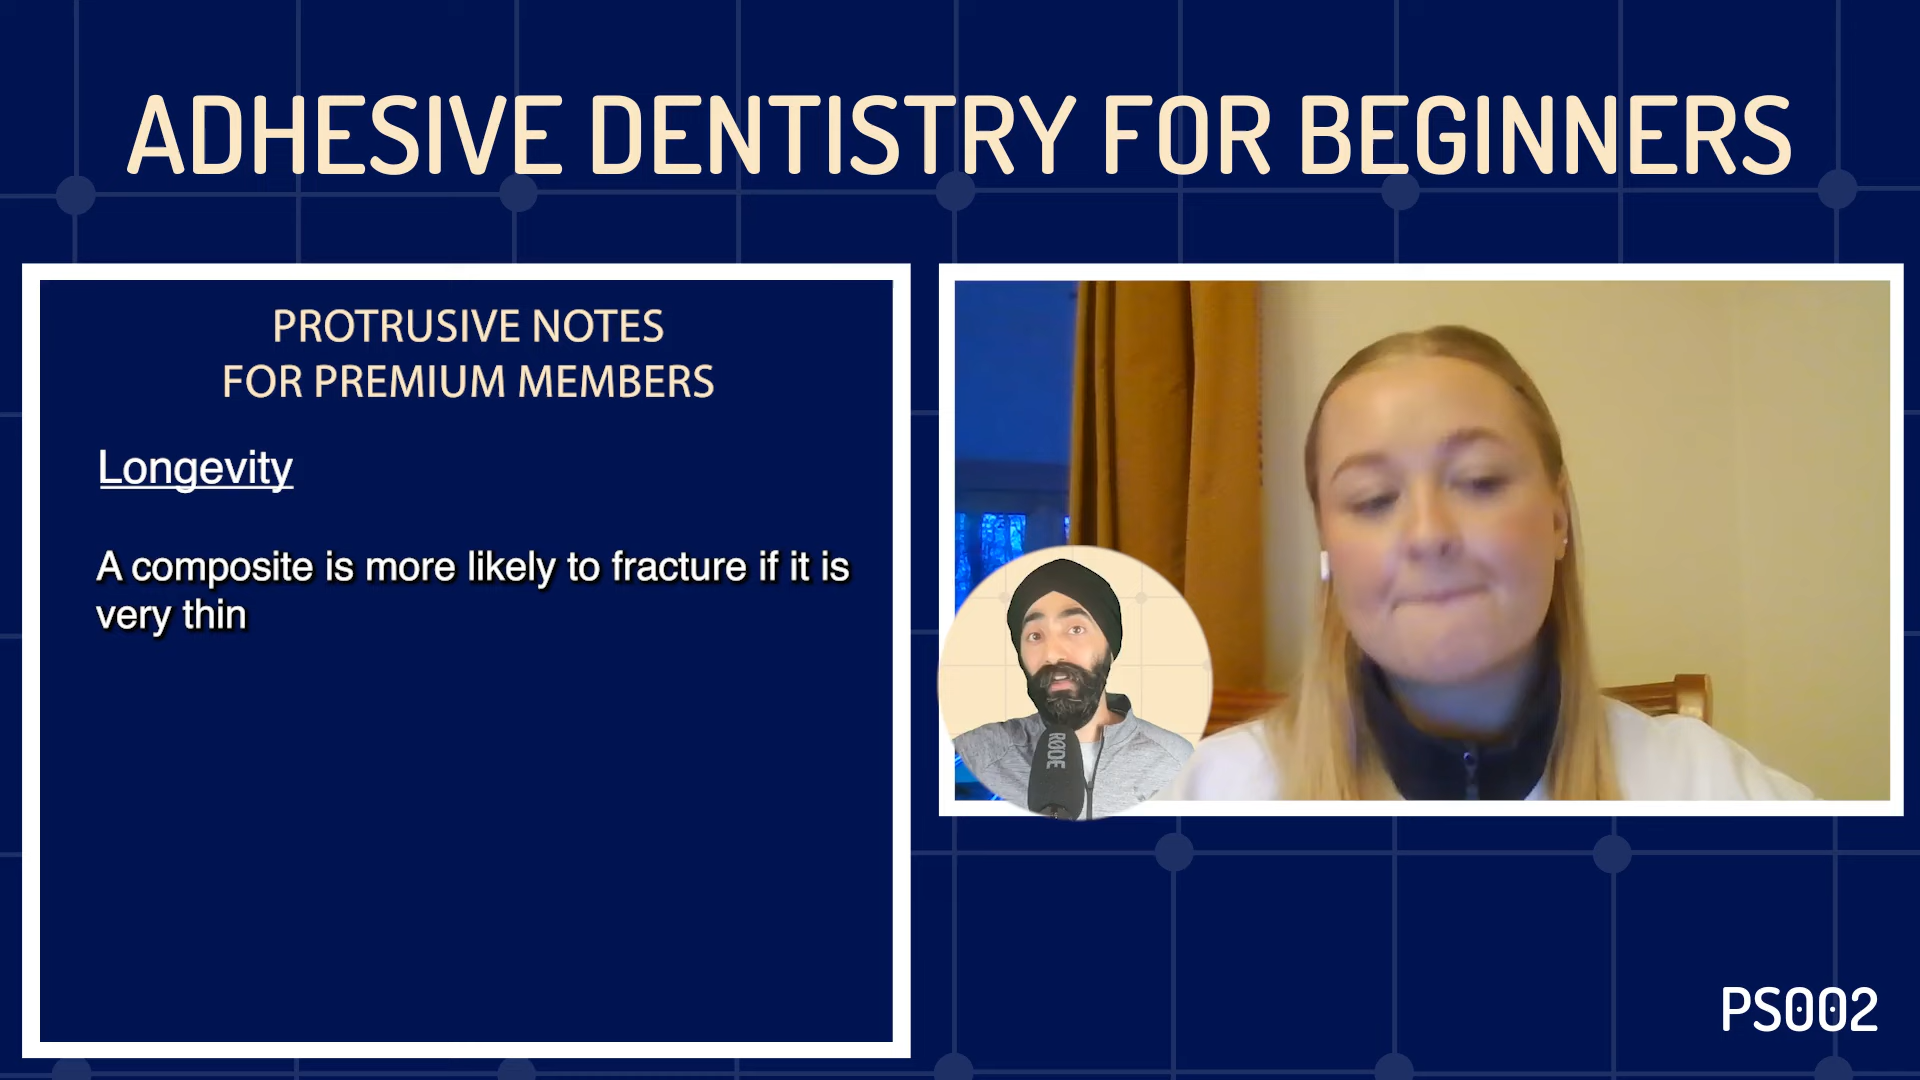 ADHESIVE DENTISTRY FOR BEGINNERS
PROTRUSIVE NOTES
FOR PREMIUM MEMBERS
Longevity
A composite is more likely to fracture if it is
very thin
RØDE
PS002